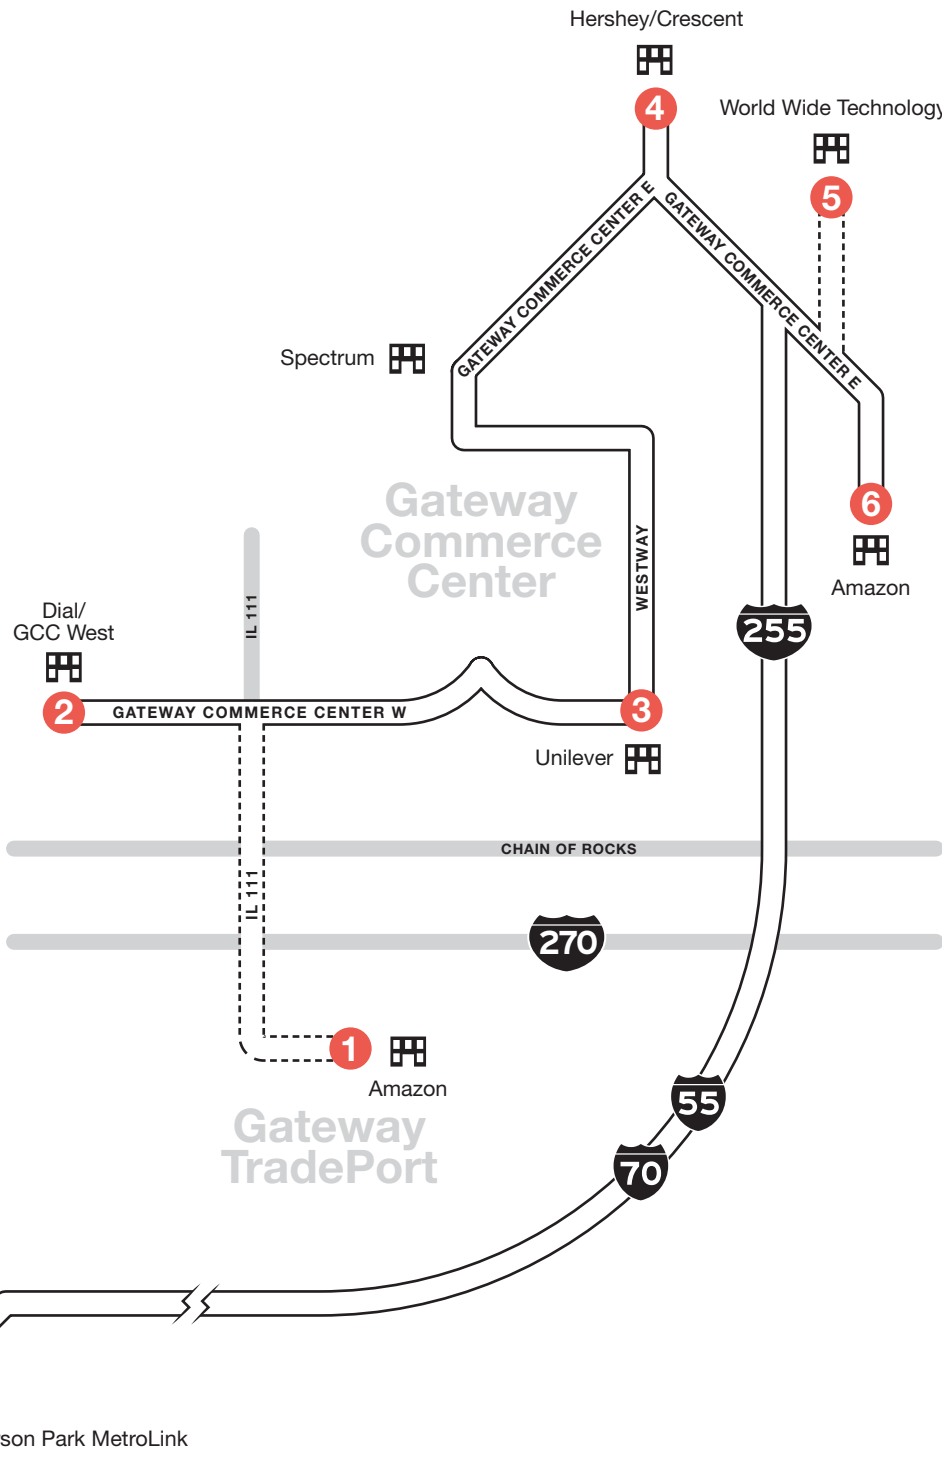 Hershey/Crescent
4
World Wide Technology
5
GATEWAY COMMERCE CENTER E
GATEWAY COMMERCE CENTER E
Spectrum
Gateway
Commerce
Center
6
Amazon
WESTWAY
IL 111
255
Dial/
GCC West
2
GATEWAY COMMERCE CENTER W
3
Unilever
CHAIN OF ROCKS
IL 111
270
1
Amazon
Gateway
TradePort
55
70
son Park MetroLink